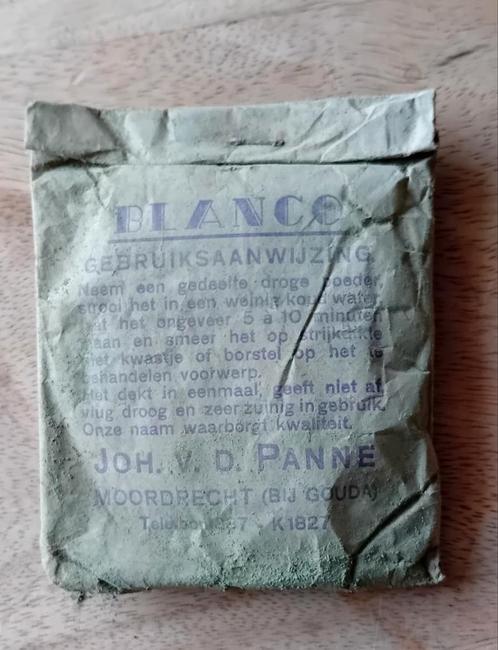 BLANCO
GEBRUIKSAANWIJZING
Neem een gedeelte droge poeder,
strooi het in een weinig koud water,
laat het ongeveer 5 à 10 minuten
staan en smeer het op strijkdikte
met kwastje of borstel op het te
behandelen voorwerp.
Het dekt in eenmaal, geeft niet af
vlug droog en zeer zuinig in gebruik.
Onze naam waarborgt kwaliteit.
JOH. V. D. PANNE
MOORDRECHT (BIJ GOUDA)
K1827